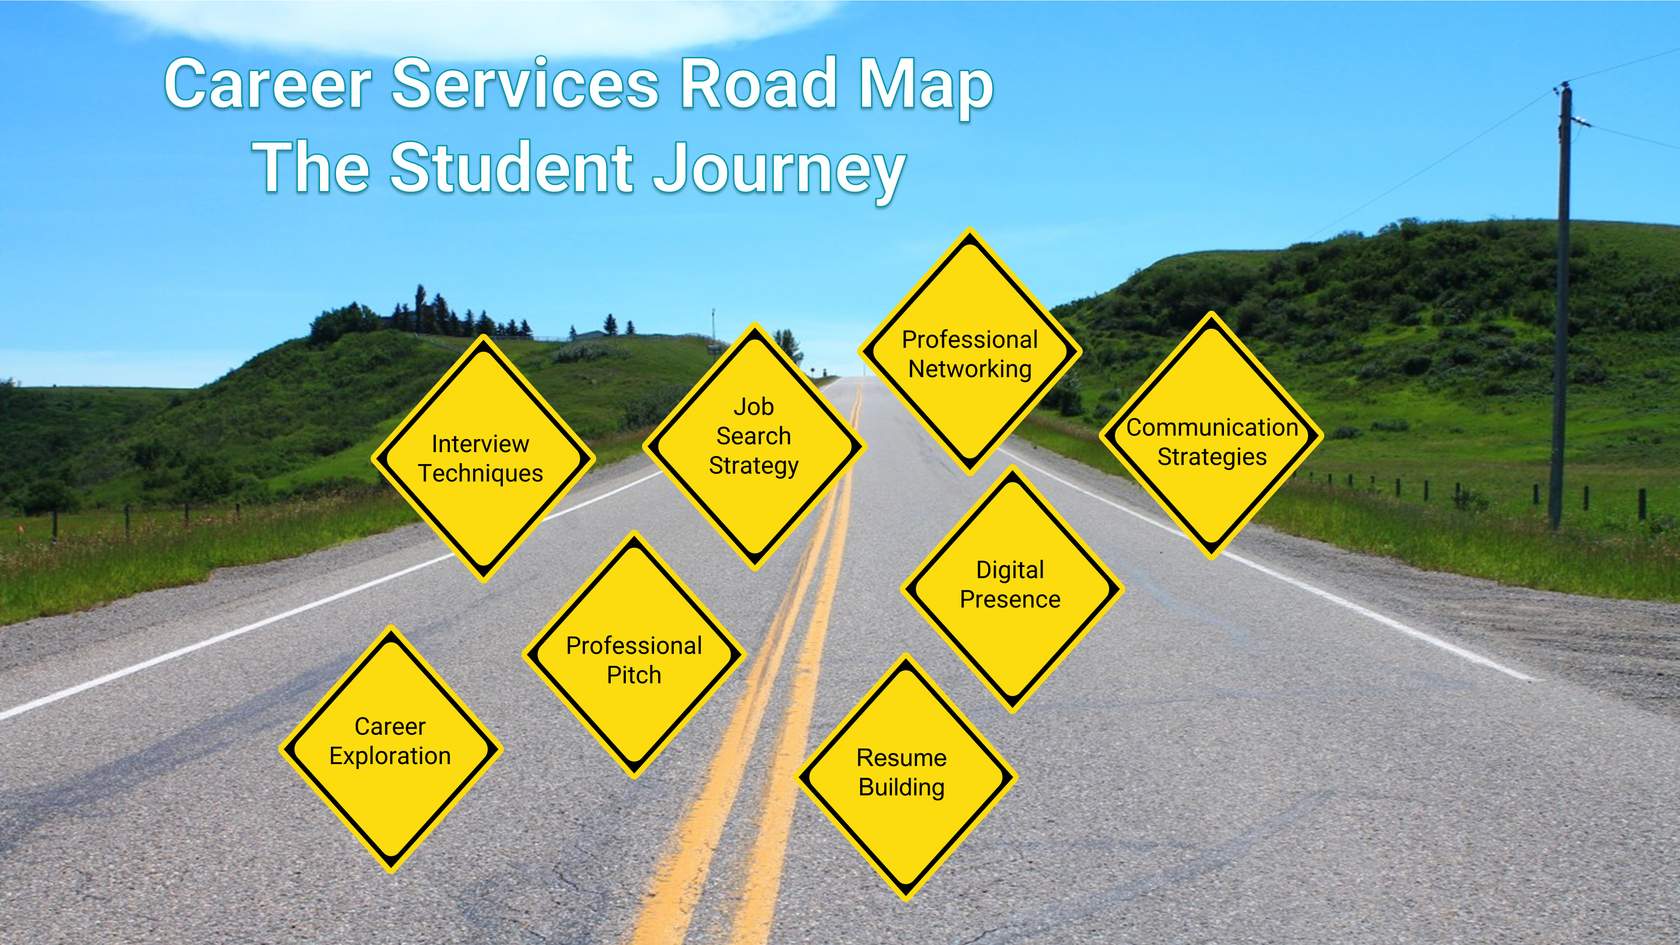 Career Services Road Map
The Student Journey
Professional
Networking
Job
Search
Strategy
Interview
Techniques
Communication
Strategies
Digital
Presence
Professional
Pitch
Career
Exploration
Resume
Building